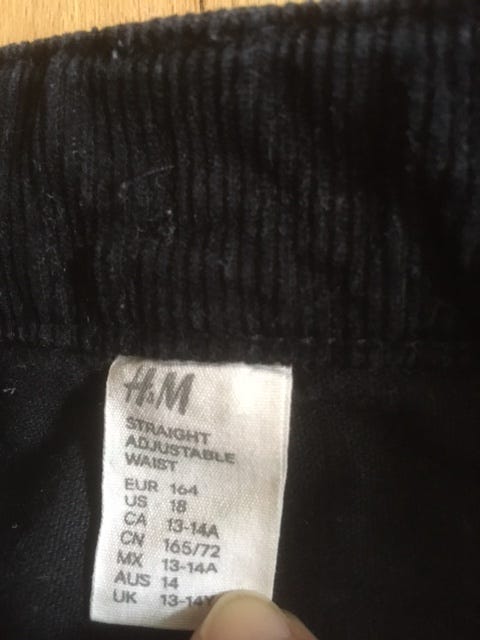 H&M
STRAIGHT
ADJUSTABLE
WAIST
EUR 164
US 18
CA 13-14A
CN 165/72
MX 13-14A
AUS 14
UK 13-14Y